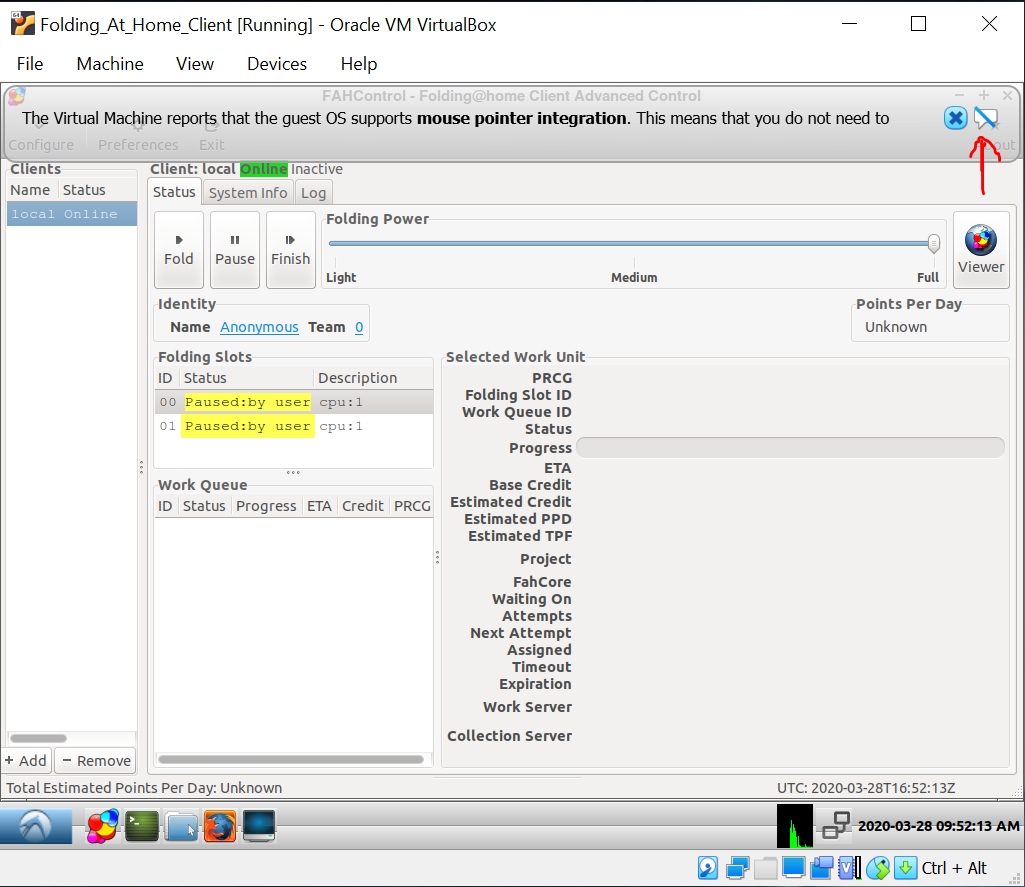 Folding_At_Home_Client [Running] - Oracle VM VirtualBox
File Machine View Devices Help
FAHControl - Folding@home Client Advanced Control
The Virtual Machine reports that the guest OS supports mouse pointer integration. This means that you do not need to
Configure Preferences Exit out
Clients
Name Status
local Online
Client: local Online Inactive
Status System Info Log
Fold Pause Finish
Folding Power
Light Medium Full
Viewer
Identity
Name Anonymous Team 0
Points Per Day
Unknown
Folding Slots
ID Status Description
00 Paused:by user cpu:1
01 Paused:by user cpu:1
Work Queue
ID Status Progress ETA Credit PRCG
Selected Work Unit
PRCG
Folding Slot ID
Work Queue ID
Status
Progress
ETA
Base Credit
Estimated Credit
Estimated PPD
Estimated TPF
Project
FahCore
Waiting On
Attempts
Next Attempt
Assigned
Timeout
Expiration
Work Server
Collection Server
+ Add − Remove
Total Estimated Points Per Day: Unknown
UTC: 2020-03-28T16:52:13Z
2020-03-28 09:52:13 AM
Ctrl + Alt